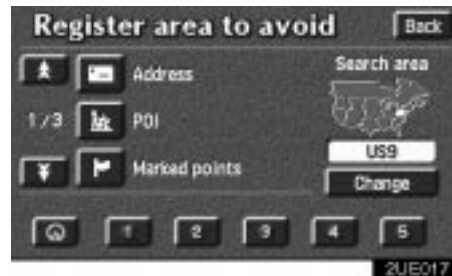 Register area to avoid Back
Address
Search area
1/3 POI
US9
Marked points
Change
1 2 3 4 5
2UE017